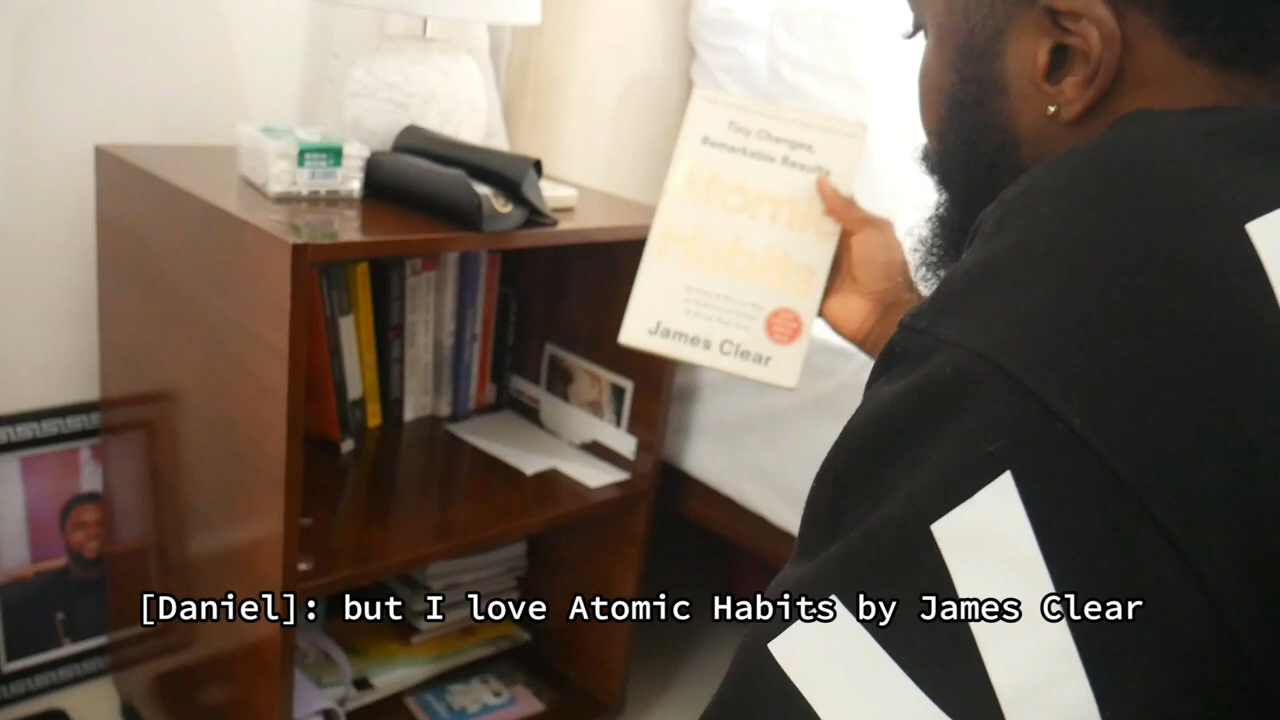 Tiny Changes,
Remarkable Results
Atomic
Habits
James Clear
[Daniel]: but I love Atomic Habits by James Clear